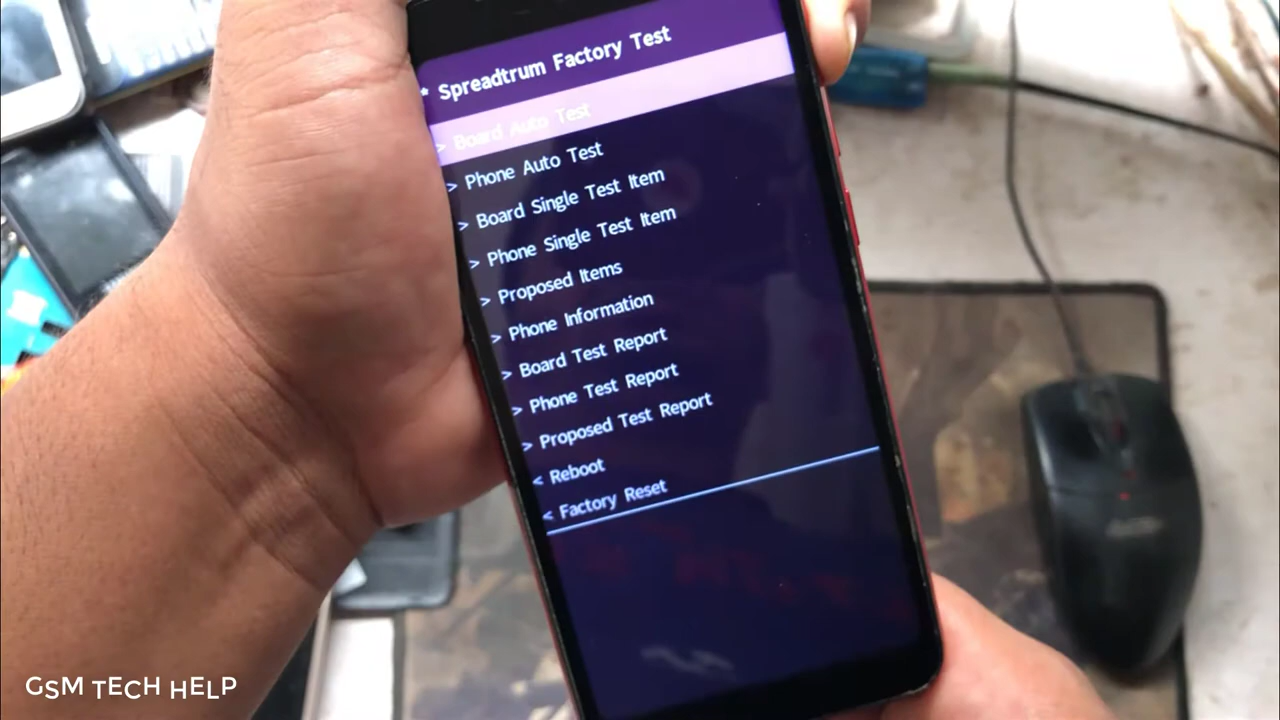 * Spreadtrum Factory Test
> Board Auto Test
> Phone Auto Test
> Board Single Test Item
> Phone Single Test Item
> Proposed Items
> Phone Information
> Board Test Report
> Phone Test Report
> Proposed Test Report
< Reboot
< Factory Reset
GSM TECH HELP